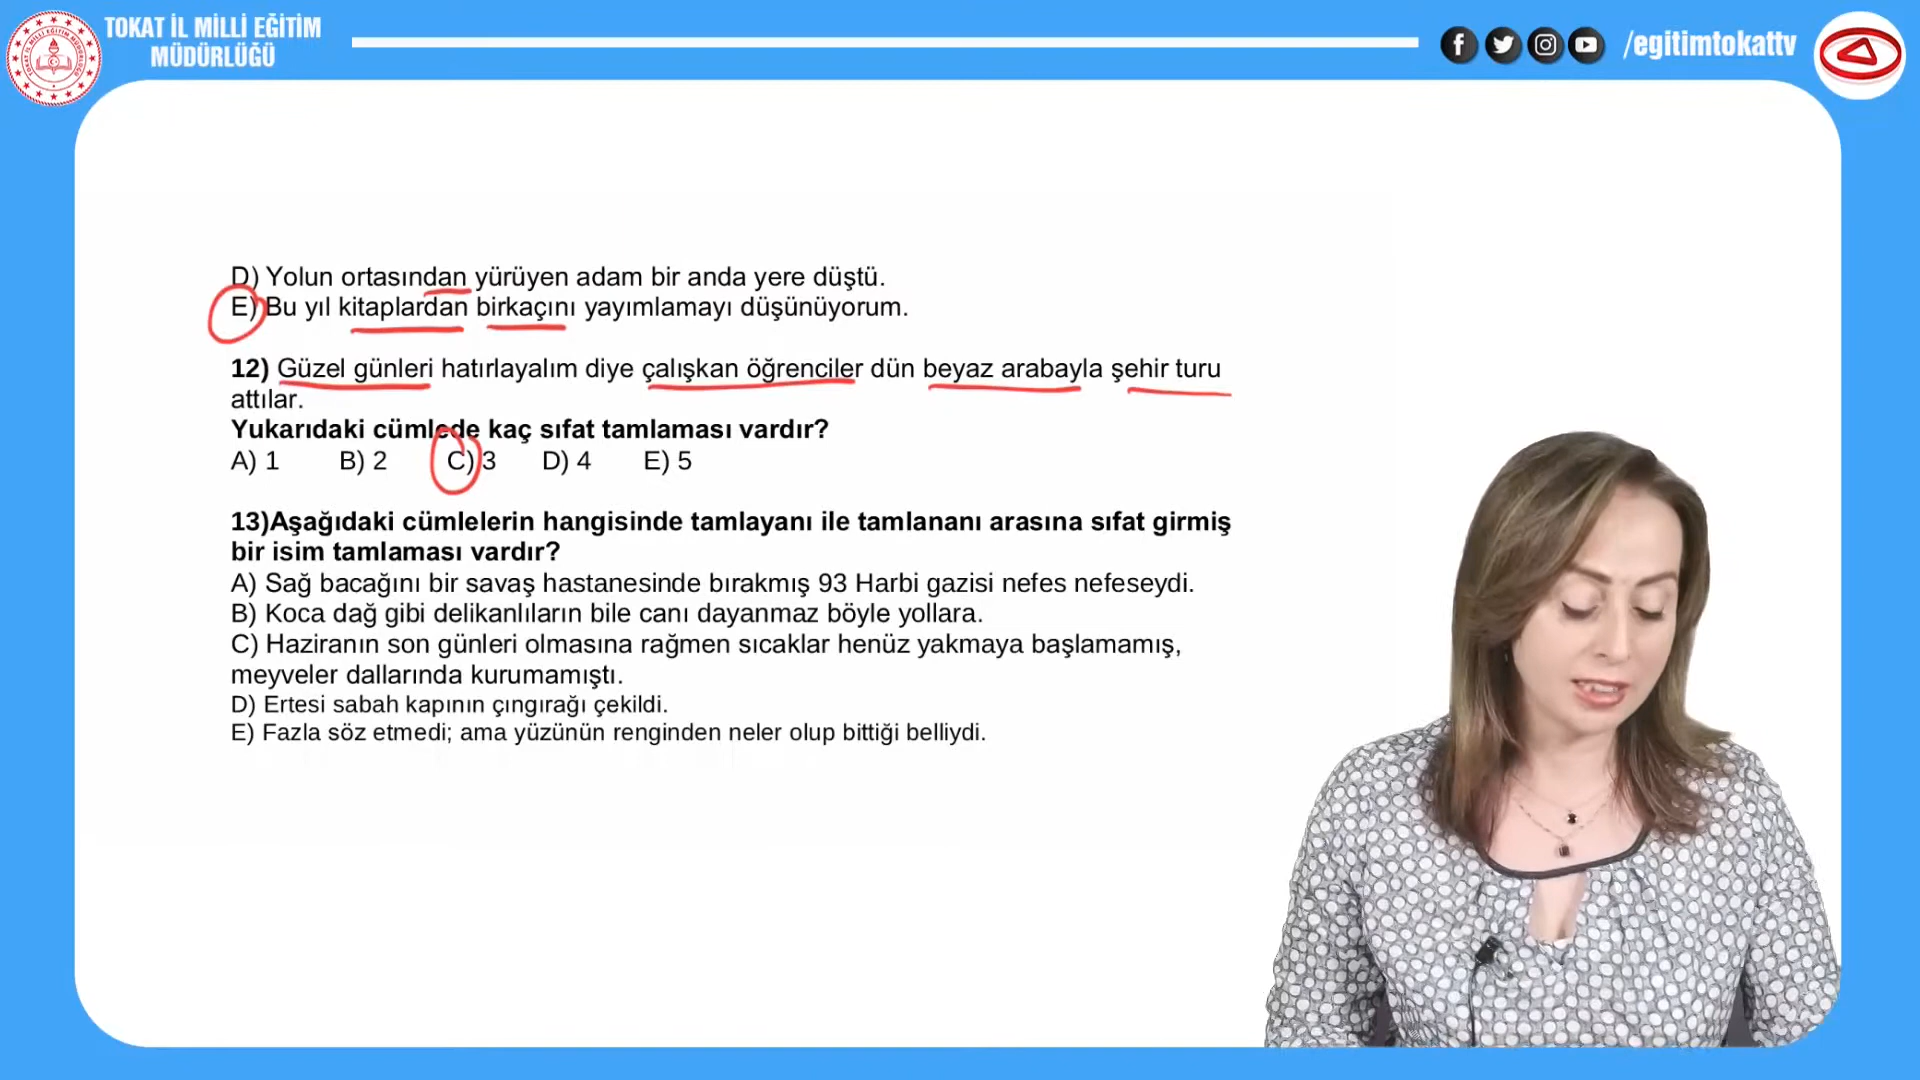 TOKAT İL MİLLİ EĞİTİM
MÜDÜRLÜĞÜ
/egitimtokattv
D) Yolun ortasından yürüyen adam bir anda yere düştü.
E) Bu yıl kitaplardan birkaçını yayımlamayı düşünüyorum.
12) Güzel günleri hatırlayalım diye çalışkan öğrenciler dün beyaz arabayla şehir turu
attılar.
Yukarıdaki cümlede kaç sıfat tamlaması vardır?
A) 1 B) 2 C) 3 D) 4 E) 5
13)Aşağıdaki cümlelerin hangisinde tamlayanı ile tamlananı arasına sıfat girmiş
bir isim tamlaması vardır?
A) Sağ bacağını bir savaş hastanesinde bırakmış 93 Harbi gazisi nefes nefeseydi.
B) Koca dağ gibi delikanlıların bile canı dayanmaz böyle yollara.
C) Haziranın son günleri olmasına rağmen sıcaklar henüz yakmaya başlamamış,
meyveler dallarında kurumamıştı.
D) Ertesi sabah kapının çıngırağı çekildi.
E) Fazla söz etmedi; ama yüzünün renginden neler olup bittiği belliydi.